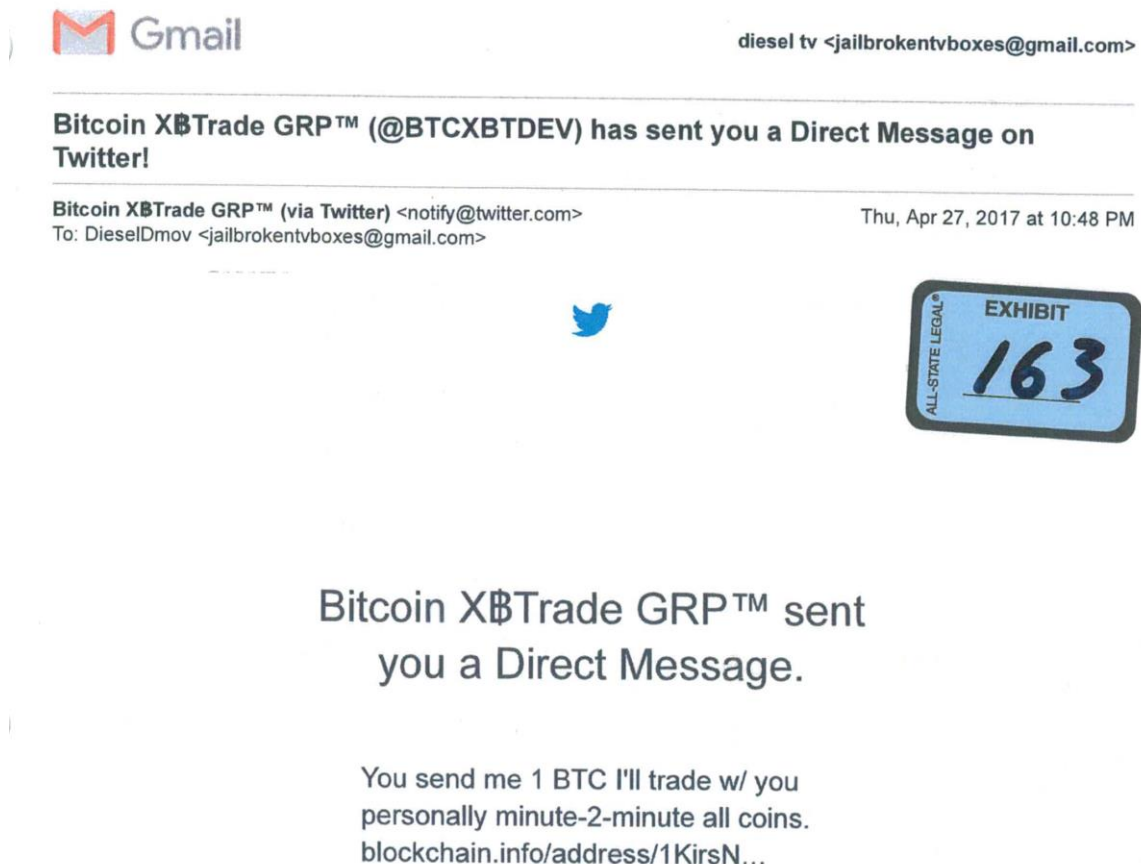 Gmail
diesel tv <jailbrokentvboxes@gmail.com>
Bitcoin X฿Trade GRP™ (@BTCXBTDEV) has sent you a Direct Message on
Twitter!
Bitcoin X฿Trade GRP™ (via Twitter) <notify@twitter.com>
Thu, Apr 27, 2017 at 10:48 PM
To: DieselDmov <jailbrokentvboxes@gmail.com>
ALL-STATE LEGAL®
EXHIBIT
163
Bitcoin X฿Trade GRP™ sent
you a Direct Message.
You send me 1 BTC I'll trade w/ you
personally minute-2-minute all coins.
blockchain.info/address/1KirsN...